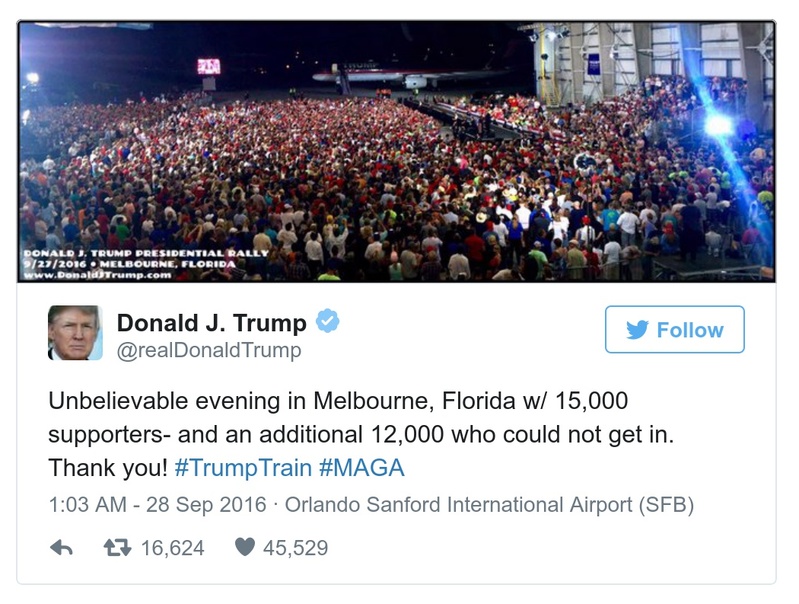 TRUMP
DONALD J. TRUMP PRESIDENTIAL RALLY
9/27/2016 • MELBOURNE, FLORIDA
www.DonaldJTrump.com
Donald J. Trump
@realDonaldTrump
Follow
Unbelievable evening in Melbourne, Florida w/ 15,000
supporters- and an additional 12,000 who could not get in.
Thank you! #TrumpTrain #MAGA
1:03 AM - 28 Sep 2016 · Orlando Sanford International Airport (SFB)
16,624 45,529